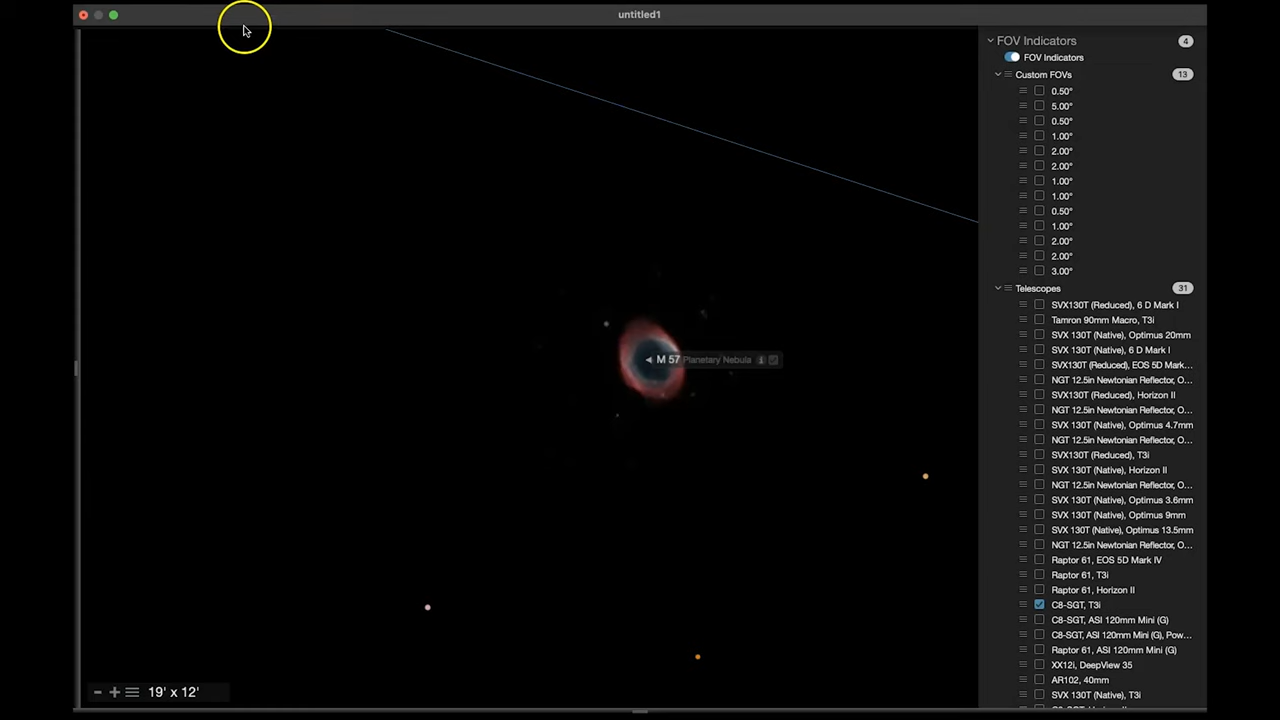 untitled1
FOV Indicators
4
FOV Indicators
Custom FOVs
13
0.50°
5.00°
0.50°
1.00°
2.00°
2.00°
1.00°
1.00°
0.50°
1.00°
2.00°
2.00°
3.00°
Telescopes
31
SVX130T (Reduced), 6 D Mark I
Tamron 90mm Macro, T3i
SVX 130T (Native), Optimus 20mm
SVX 130T (Native), 6 D Mark I
SVX130T (Reduced), EOS 5D Mark...
NGT 12.5in Newtonian Reflector, O...
SVX130T (Reduced), Horizon II
NGT 12.5in Newtonian Reflector, O...
SVX 130T (Native), Optimus 4.7mm
NGT 12.5in Newtonian Reflector, O...
SVX130T (Reduced), T3i
SVX 130T (Native), Horizon II
NGT 12.5in Newtonian Reflector, O...
SVX 130T (Native), Optimus 3.6mm
SVX 130T (Native), Optimus 9mm
SVX 130T (Native), Optimus 13.5mm
NGT 12.5in Newtonian Reflector, O...
Raptor 61, EOS 5D Mark IV
Raptor 61, T3i
Raptor 61, Horizon II
C8-SGT, T3i
C8-SGT, ASI 120mm Mini (G)
C8-SGT, ASI 120mm Mini (G), Pow...
Raptor 61, ASI 120mm Mini (G)
XX12i, DeepView 35
AR102, 40mm
SVX 130T (Native), T3i
M 57 Planetary Nebula
19' x 12'